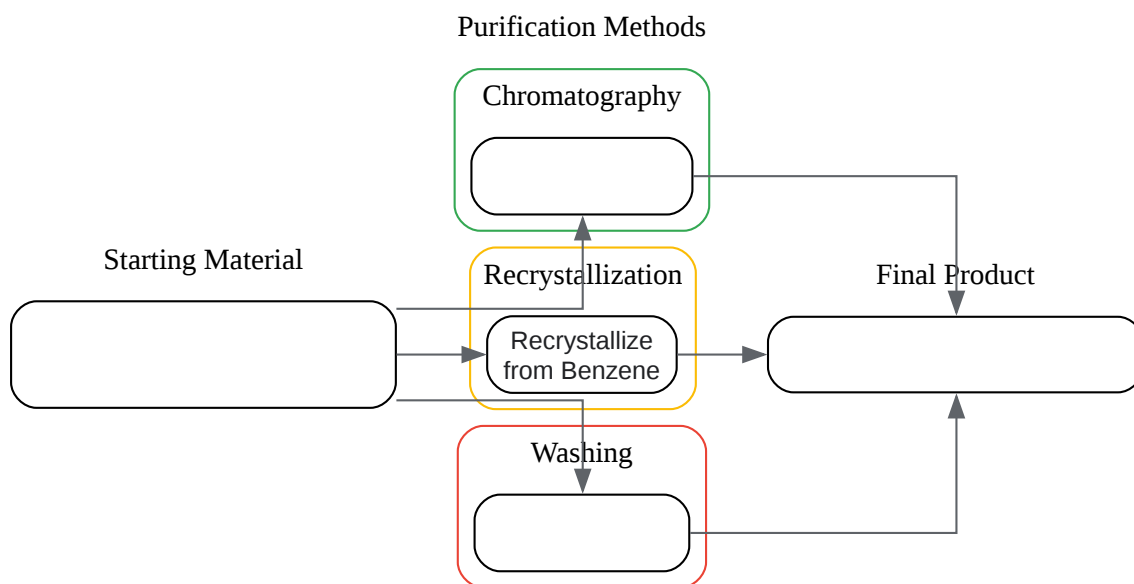 Purification Methods
Chromatography
Starting Material
Recrystallization
Final Product
Recrystallize
from Benzene
Washing